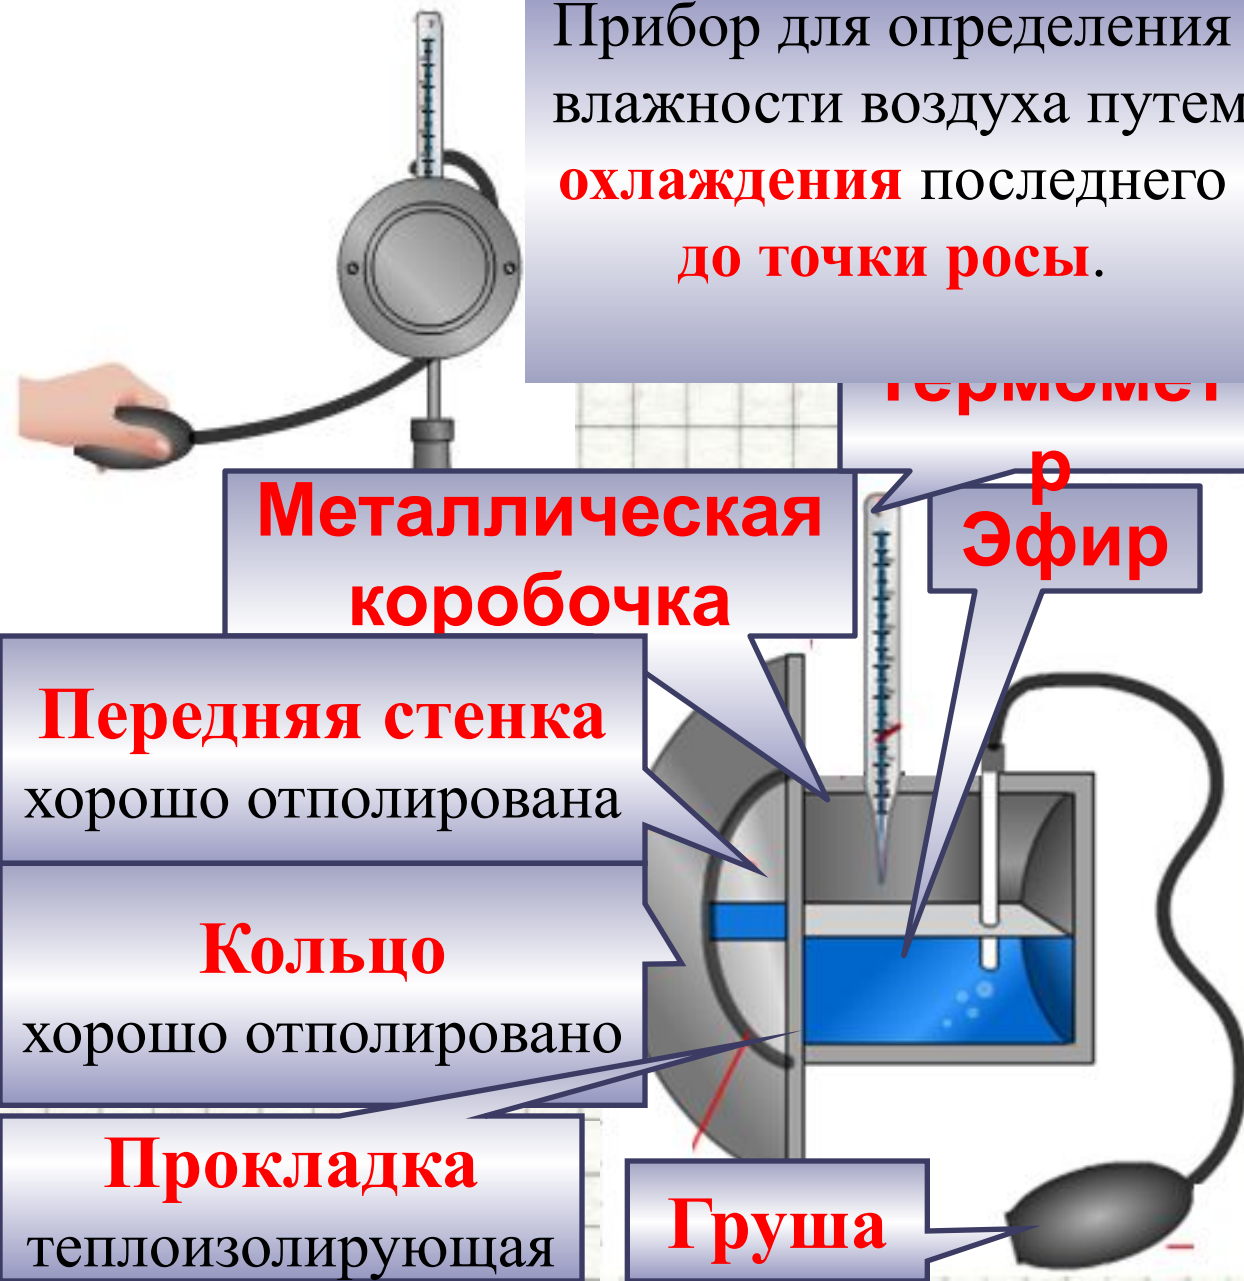 Прибор для определения
влажности воздуха путем
охлаждения последнего
до точки росы.
Термомет
р
Металлическая
коробочка
Эфир
Передняя стенка
хорошо отполирована
Кольцо
хорошо отполировано
Прокладка
теплоизолирующая
Груша